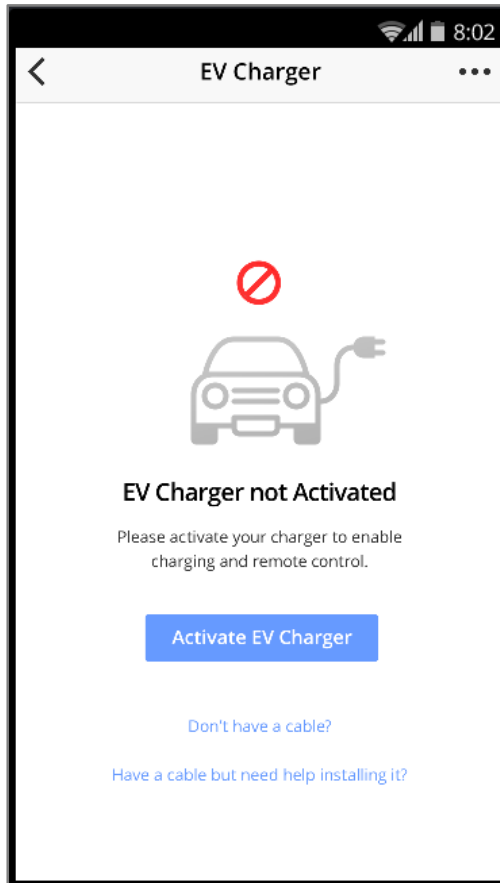 8:02
EV Charger
EV Charger not Activated
Please activate your charger to enable
charging and remote control.
Activate EV Charger
Don't have a cable?
Have a cable but need help installing it?